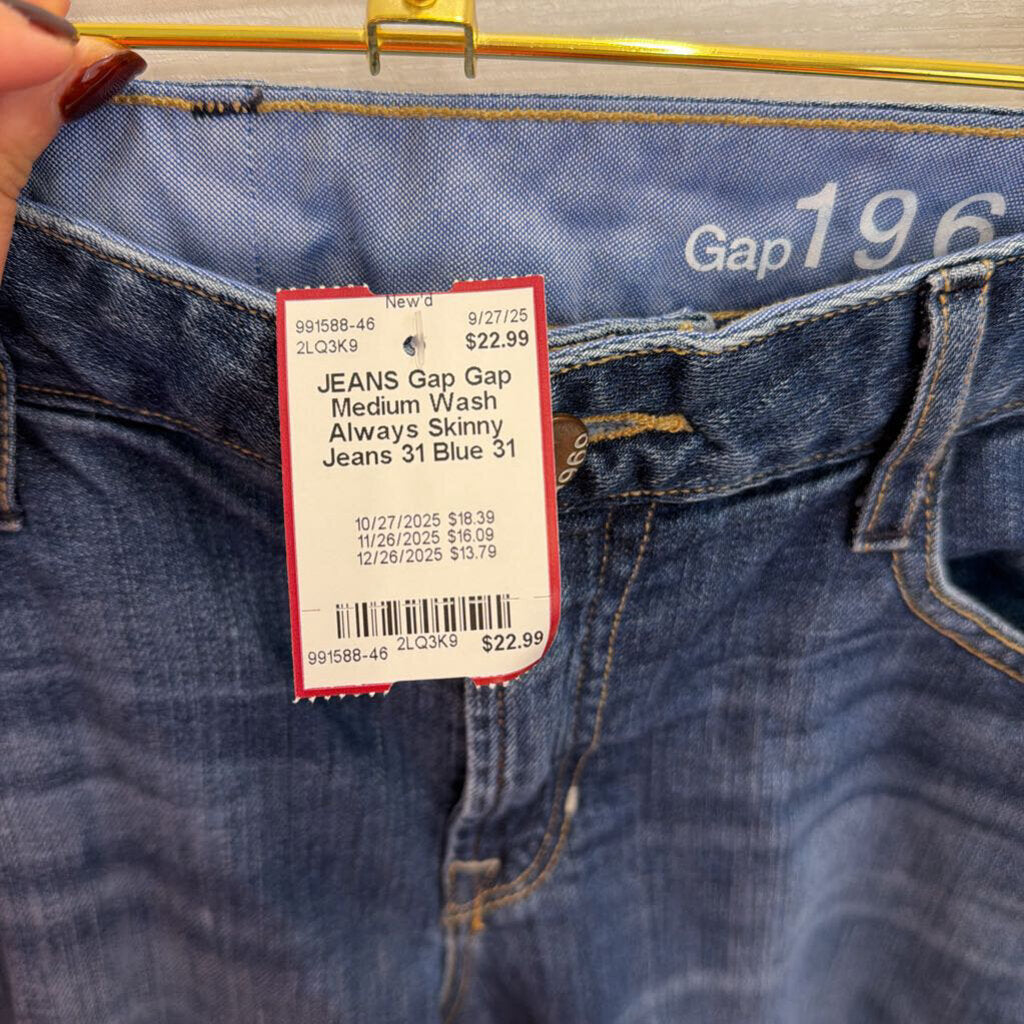 Gap 196
New'd
991588-46 9/27/25
2LQ3K9 $22.99
JEANS Gap Gap
Medium Wash
Always Skinny
Jeans 31 Blue 31
10/27/2025 $18.39
11/26/2025 $16.09
12/26/2025 $13.79
991588-46 2LQ3K9 $22.99